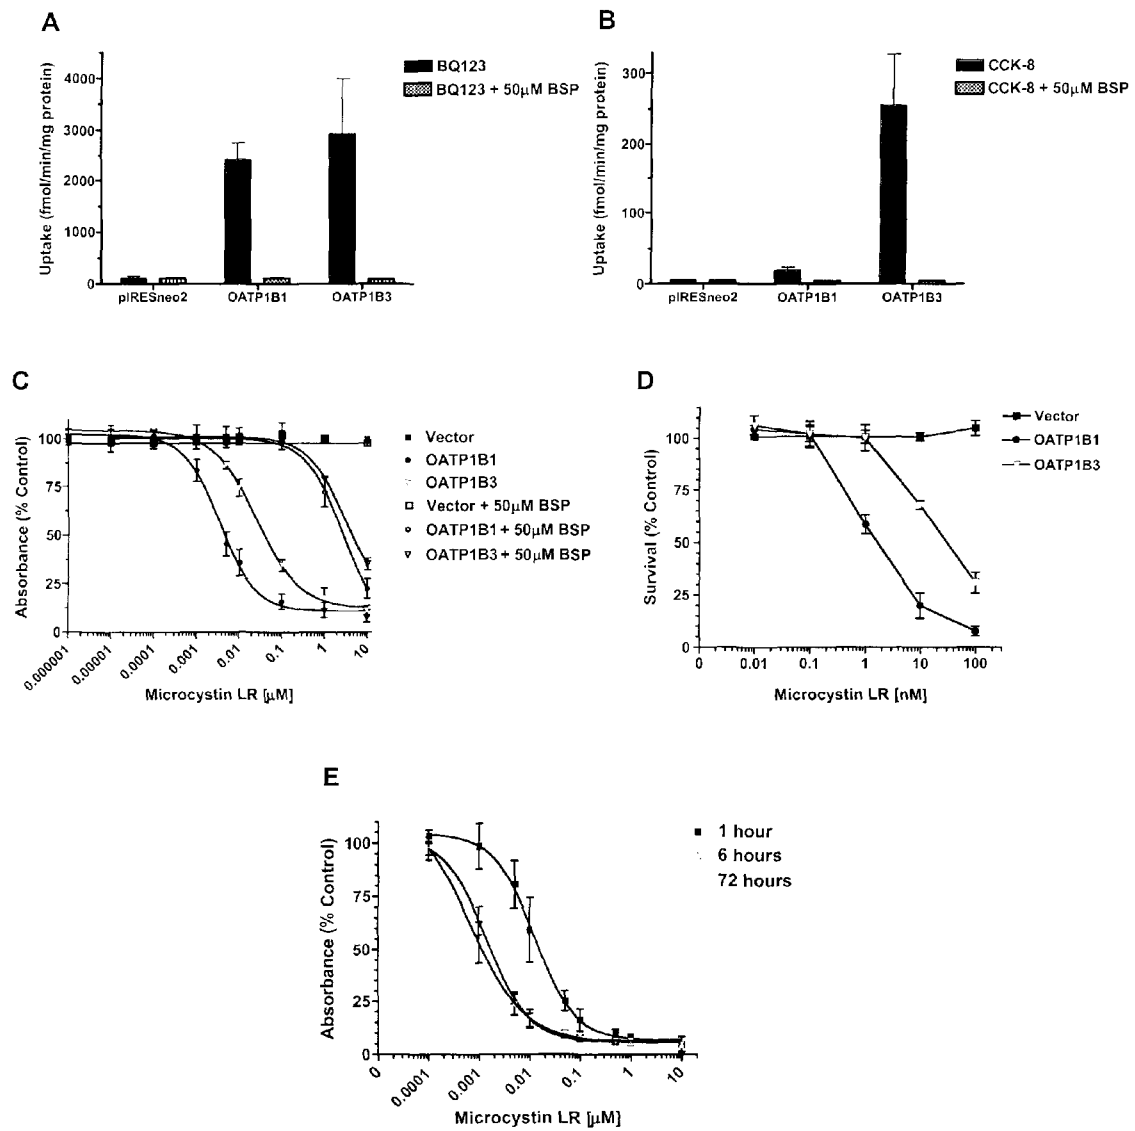 A
Uptake (fmol/min/mg protein)
4000
3000
2000
1000
0
pIRESneo2
OATP1B1
OATP1B3
BQ123
BQ123 + 50μM BSP
B
Uptake (fmol/min/mg protein)
300
200
100
0
pIRESneo2
OATP1B1
OATP1B3
CCK-8
CCK-8 + 50μM BSP
C
Absorbance (% Control)
100
75
50
25
0
0.000001
0.00001
0.0001
0.001
0.01
0.1
1
10
Microcystin LR [μM]
Vector
OATP1B1
OATP1B3
Vector + 50μM BSP
OATP1B1 + 50μM BSP
OATP1B3 + 50μM BSP
D
Survival (% Control)
100
75
50
25
0
0
0.01
0.1
1
10
100
Microcystin LR [nM]
Vector
OATP1B1
OATP1B3
E
Absorbance (% Control)
100
75
50
25
0
0
0.0001
0.001
0.01
0.1
1
10
Microcystin LR [μM]
1 hour
6 hours
72 hours